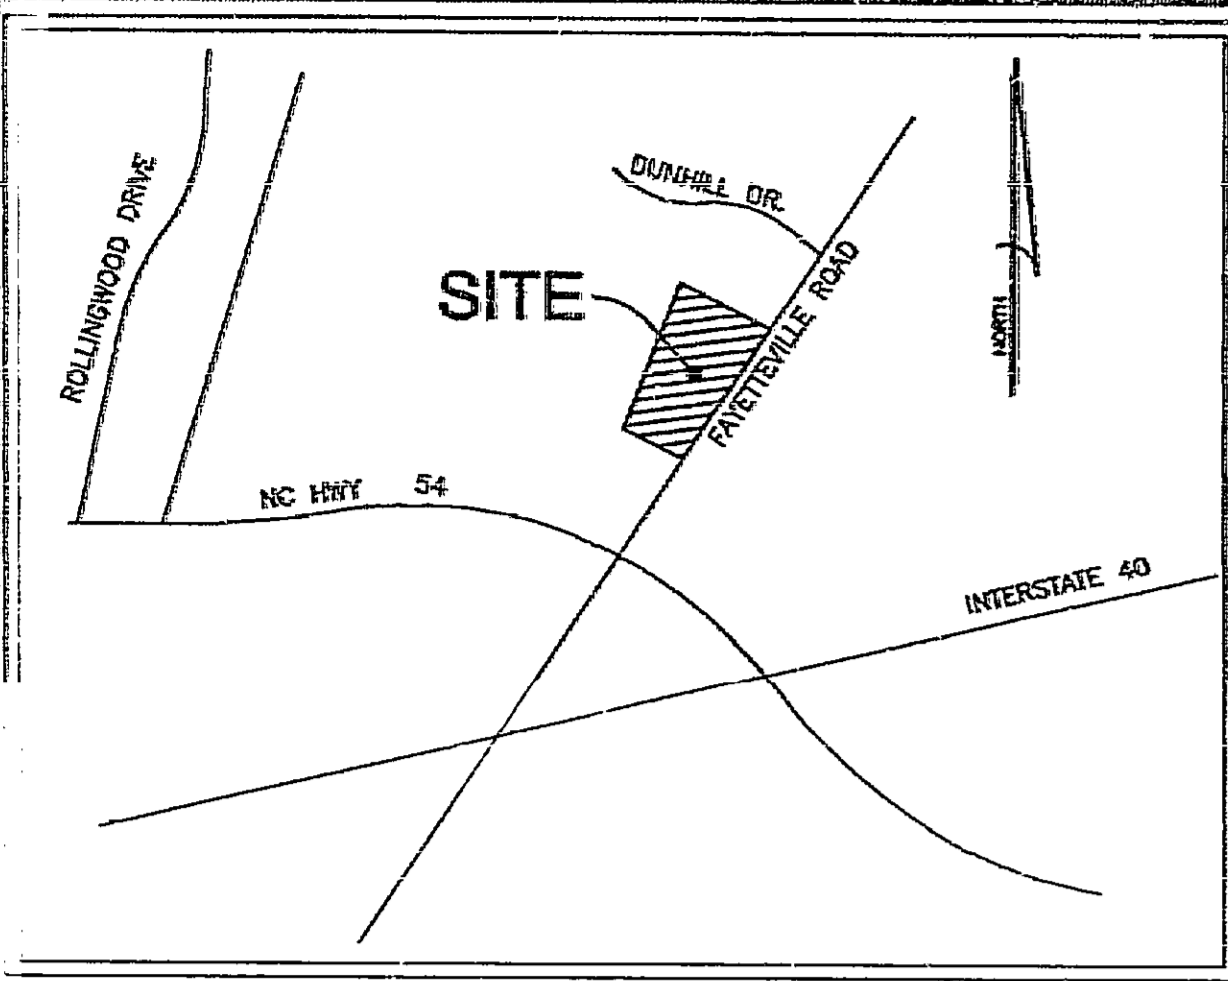 ROLLINGWOOD DRIVE
DUNHILL DR.
SITE
FAYETTEVILLE ROAD
NORTH
NC HWY 54
INTERSTATE 40